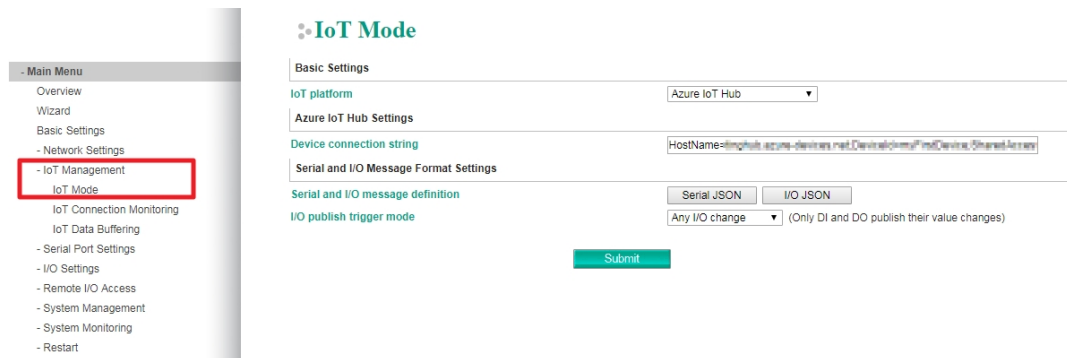 IoT Mode
Basic Settings
- Main Menu
Overview
IoT platform
Azure IoT Hub
Wizard
Azure IoT Hub Settings
Basic Settings
- Network Settings
Device connection string
HostName=
- IoT Management
Serial and I/O Message Format Settings
IoT Mode
Serial and I/O message definition
Serial JSON
I/O JSON
IoT Connection Monitoring
I/O publish trigger mode
Any I/O change
(Only DI and DO publish their value changes)
IoT Data Buffering
- Serial Port Settings
Submit
- I/O Settings
- Remote I/O Access
- System Management
- System Monitoring
- Restart